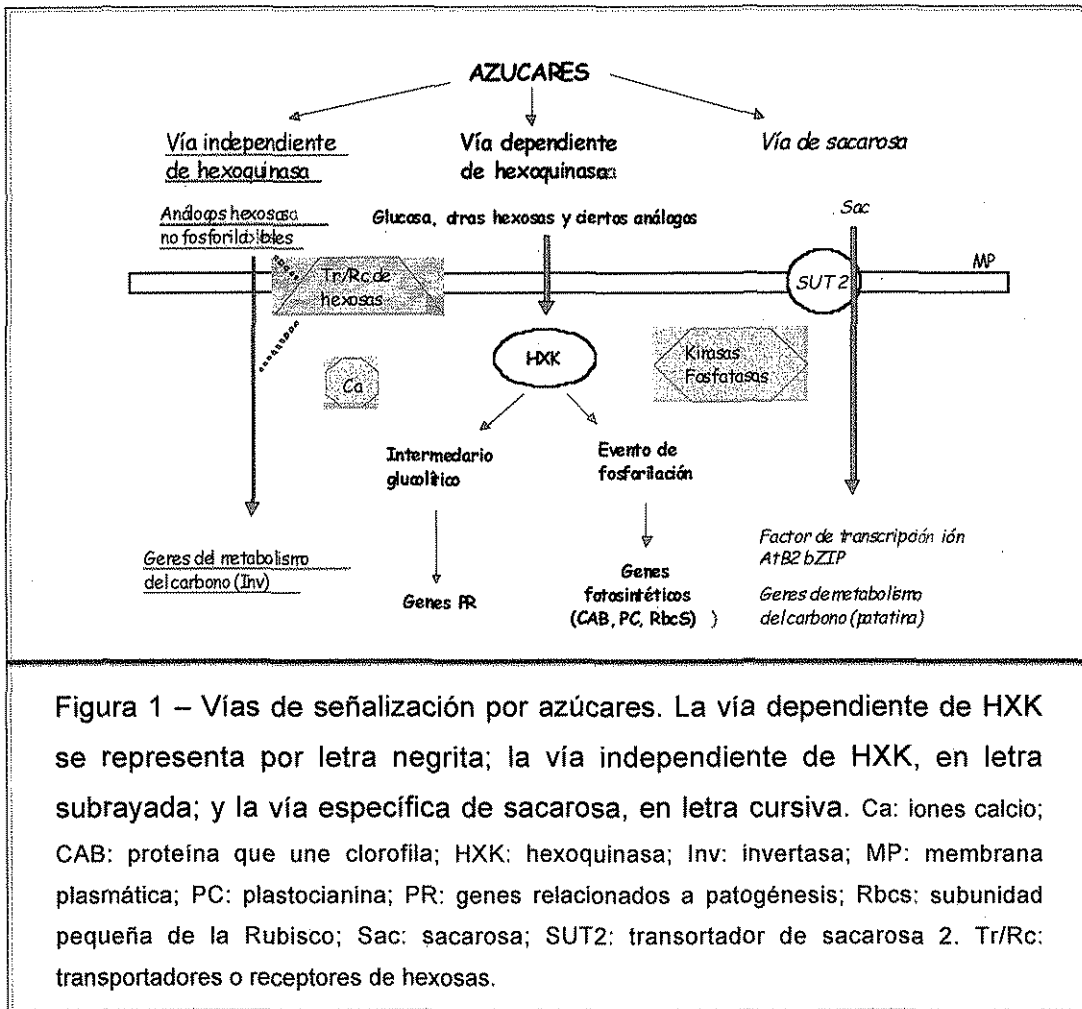 AZUCARES
Vía independiente
de hexoquinasa
Vía dependiente
de hexoquinasa
Vía de sacarosa
Análogos hexosasa
no fosforilables
Glucosa, otras hexosas y ciertos análogos
Sac
Tr/Rc de
hexosas
SUT2
MP
Ca
HXK
Kinasas
Fosfatasas
Intermedario
glucolítico
Evento de
fosforilación
Genes del metabolismo
del carbono (Inv)
Genes PR
Genes
fotosintéticos
(CAB, PC, RbcS) )
Factor de transcripción ión
AtB2 bZIP
Genes de metabolismo
del carbono (patatina)
Figura 1 – Vías de señalización por azúcares. La vía dependiente de HXK
se representa por letra negrita; la vía independiente de HXK, en letra
subrayada; y la vía específica de sacarosa, en letra cursiva. Ca: iones calcio;
CAB: proteína que une clorofila; HXK: hexoquinasa; Inv: invertasa; MP: membrana
plasmática; PC: plastocianina; PR: genes relacionados a patogénesis; Rbcs: subunidad
pequeña de la Rubisco; Sac: sacarosa; SUT2: transortador de sacarosa 2. Tr/Rc:
transportadores o receptores de hexosas.